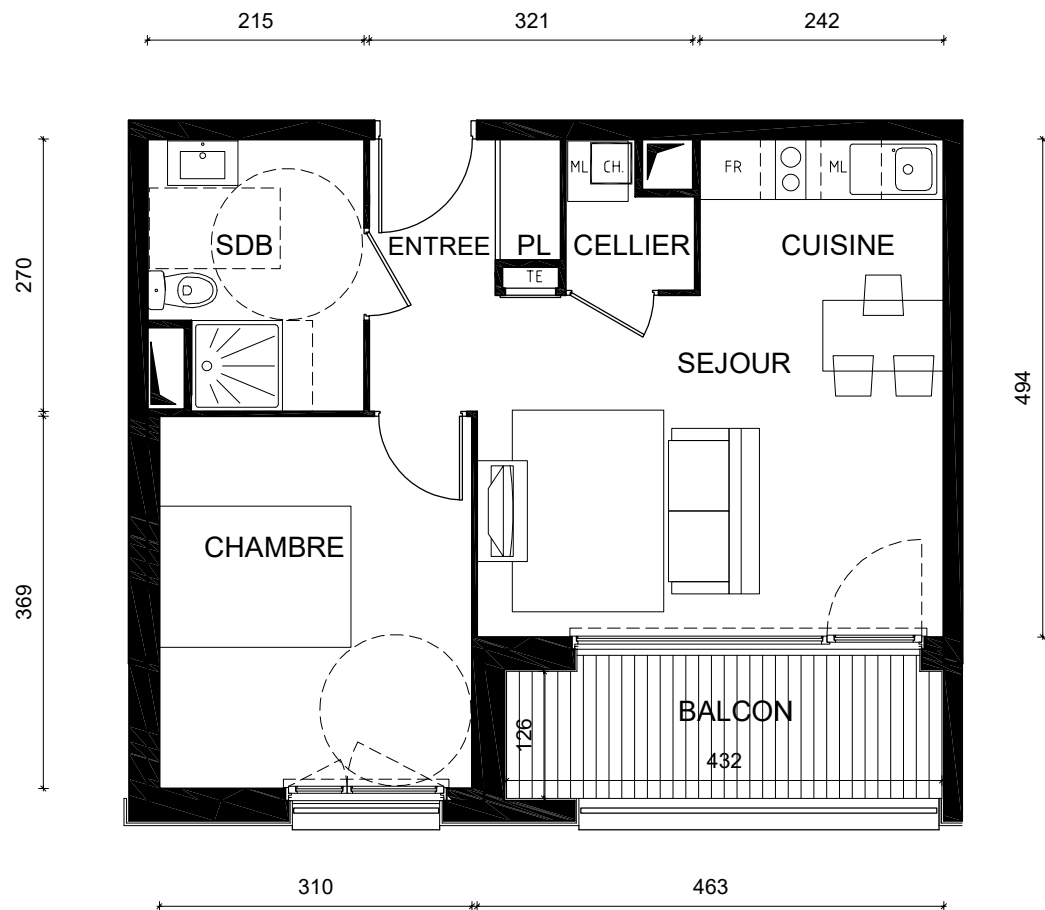 215 321 242
ML CH. FR ML
SDB ENTREE PL CELLIER CUISINE
270
TE
SEJOUR
494
CHAMBRE
369
BALCON
126
432
310 463